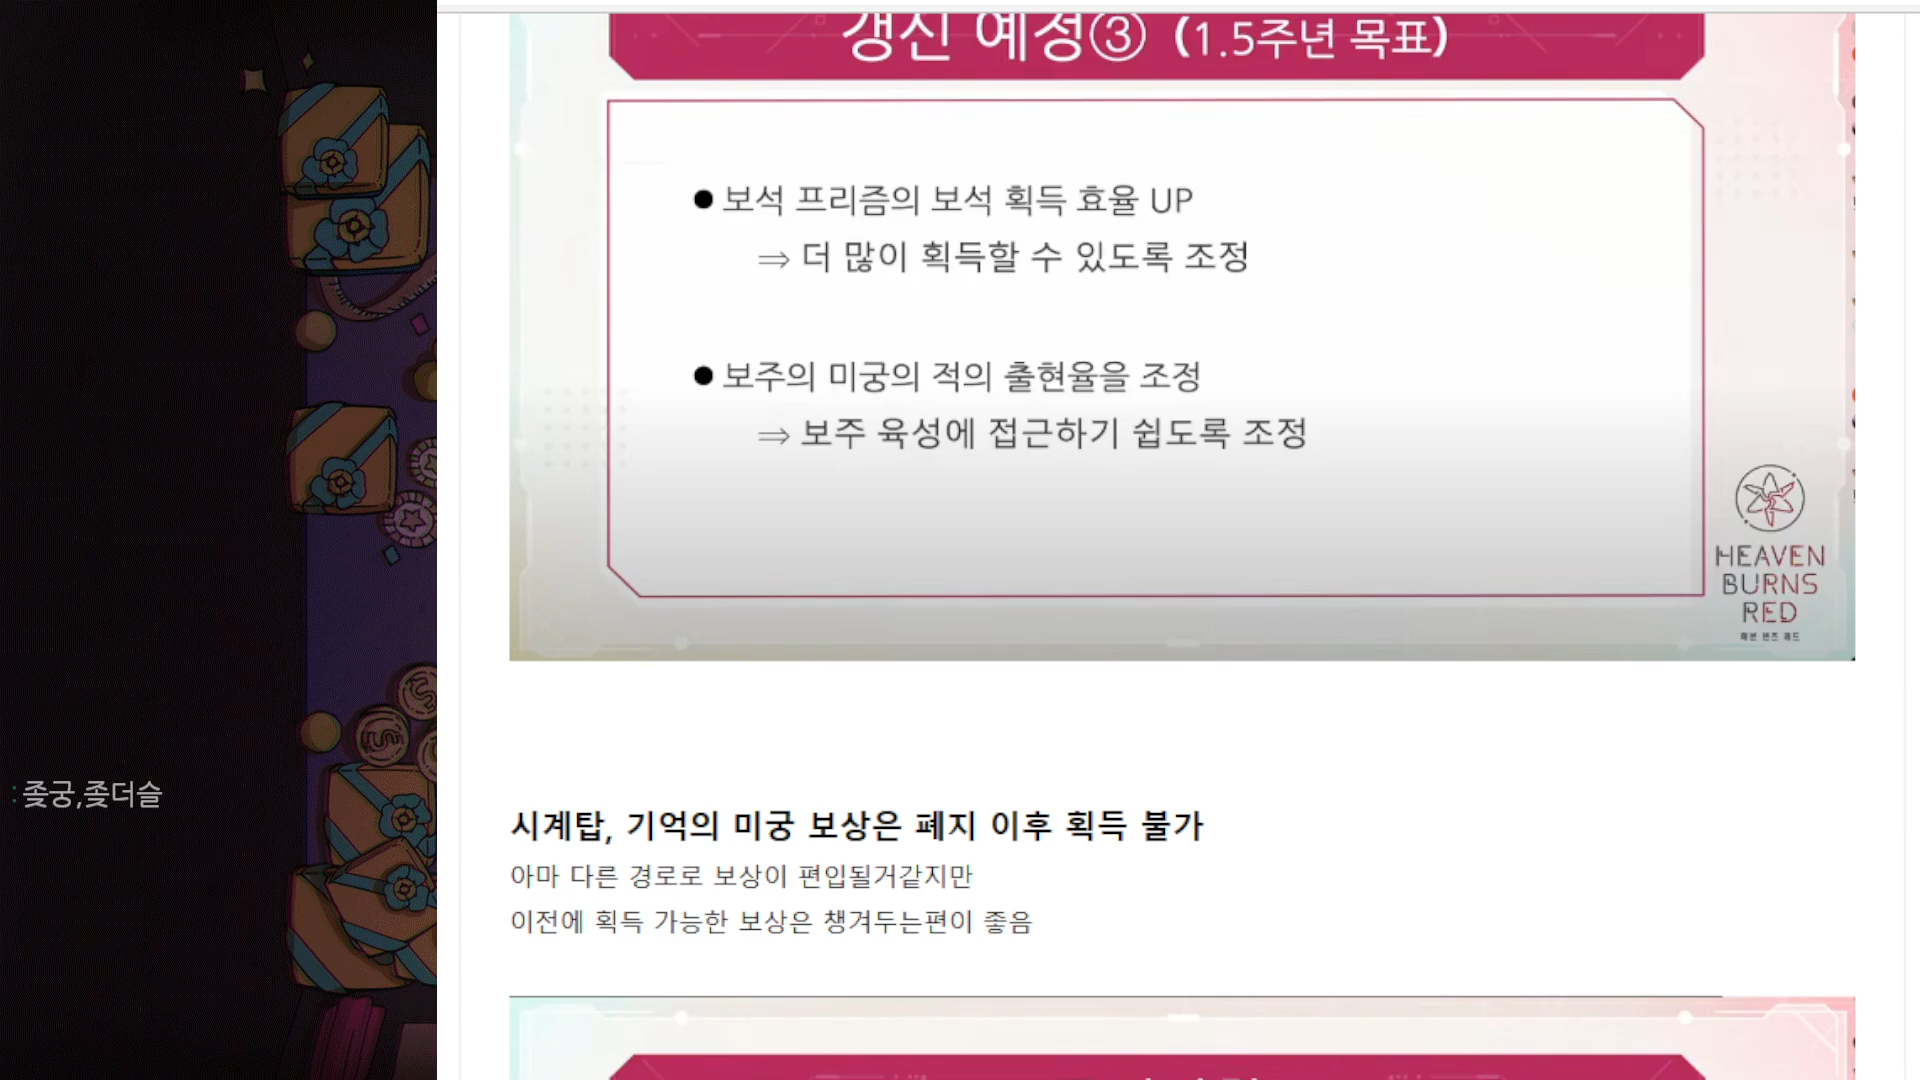 갱신 예정③ (1.5주년 목표)
● 보석 프리즘의 보석 획득 효율 UP
⇒ 더 많이 획득할 수 있도록 조정
● 보주의 미궁의 적의 출현율을 조정
⇒ 보주 육성에 접근하기 쉽도록 조정
HEAVEN
BURNS
RED
헤븐 번즈 레드
: 좆궁,좆더슬
시계탑, 기억의 미궁 보상은 폐지 이후 획득 불가
아마 다른 경로로 보상이 편입될거같지만
이전에 획득 가능한 보상은 챙겨두는편이 좋음